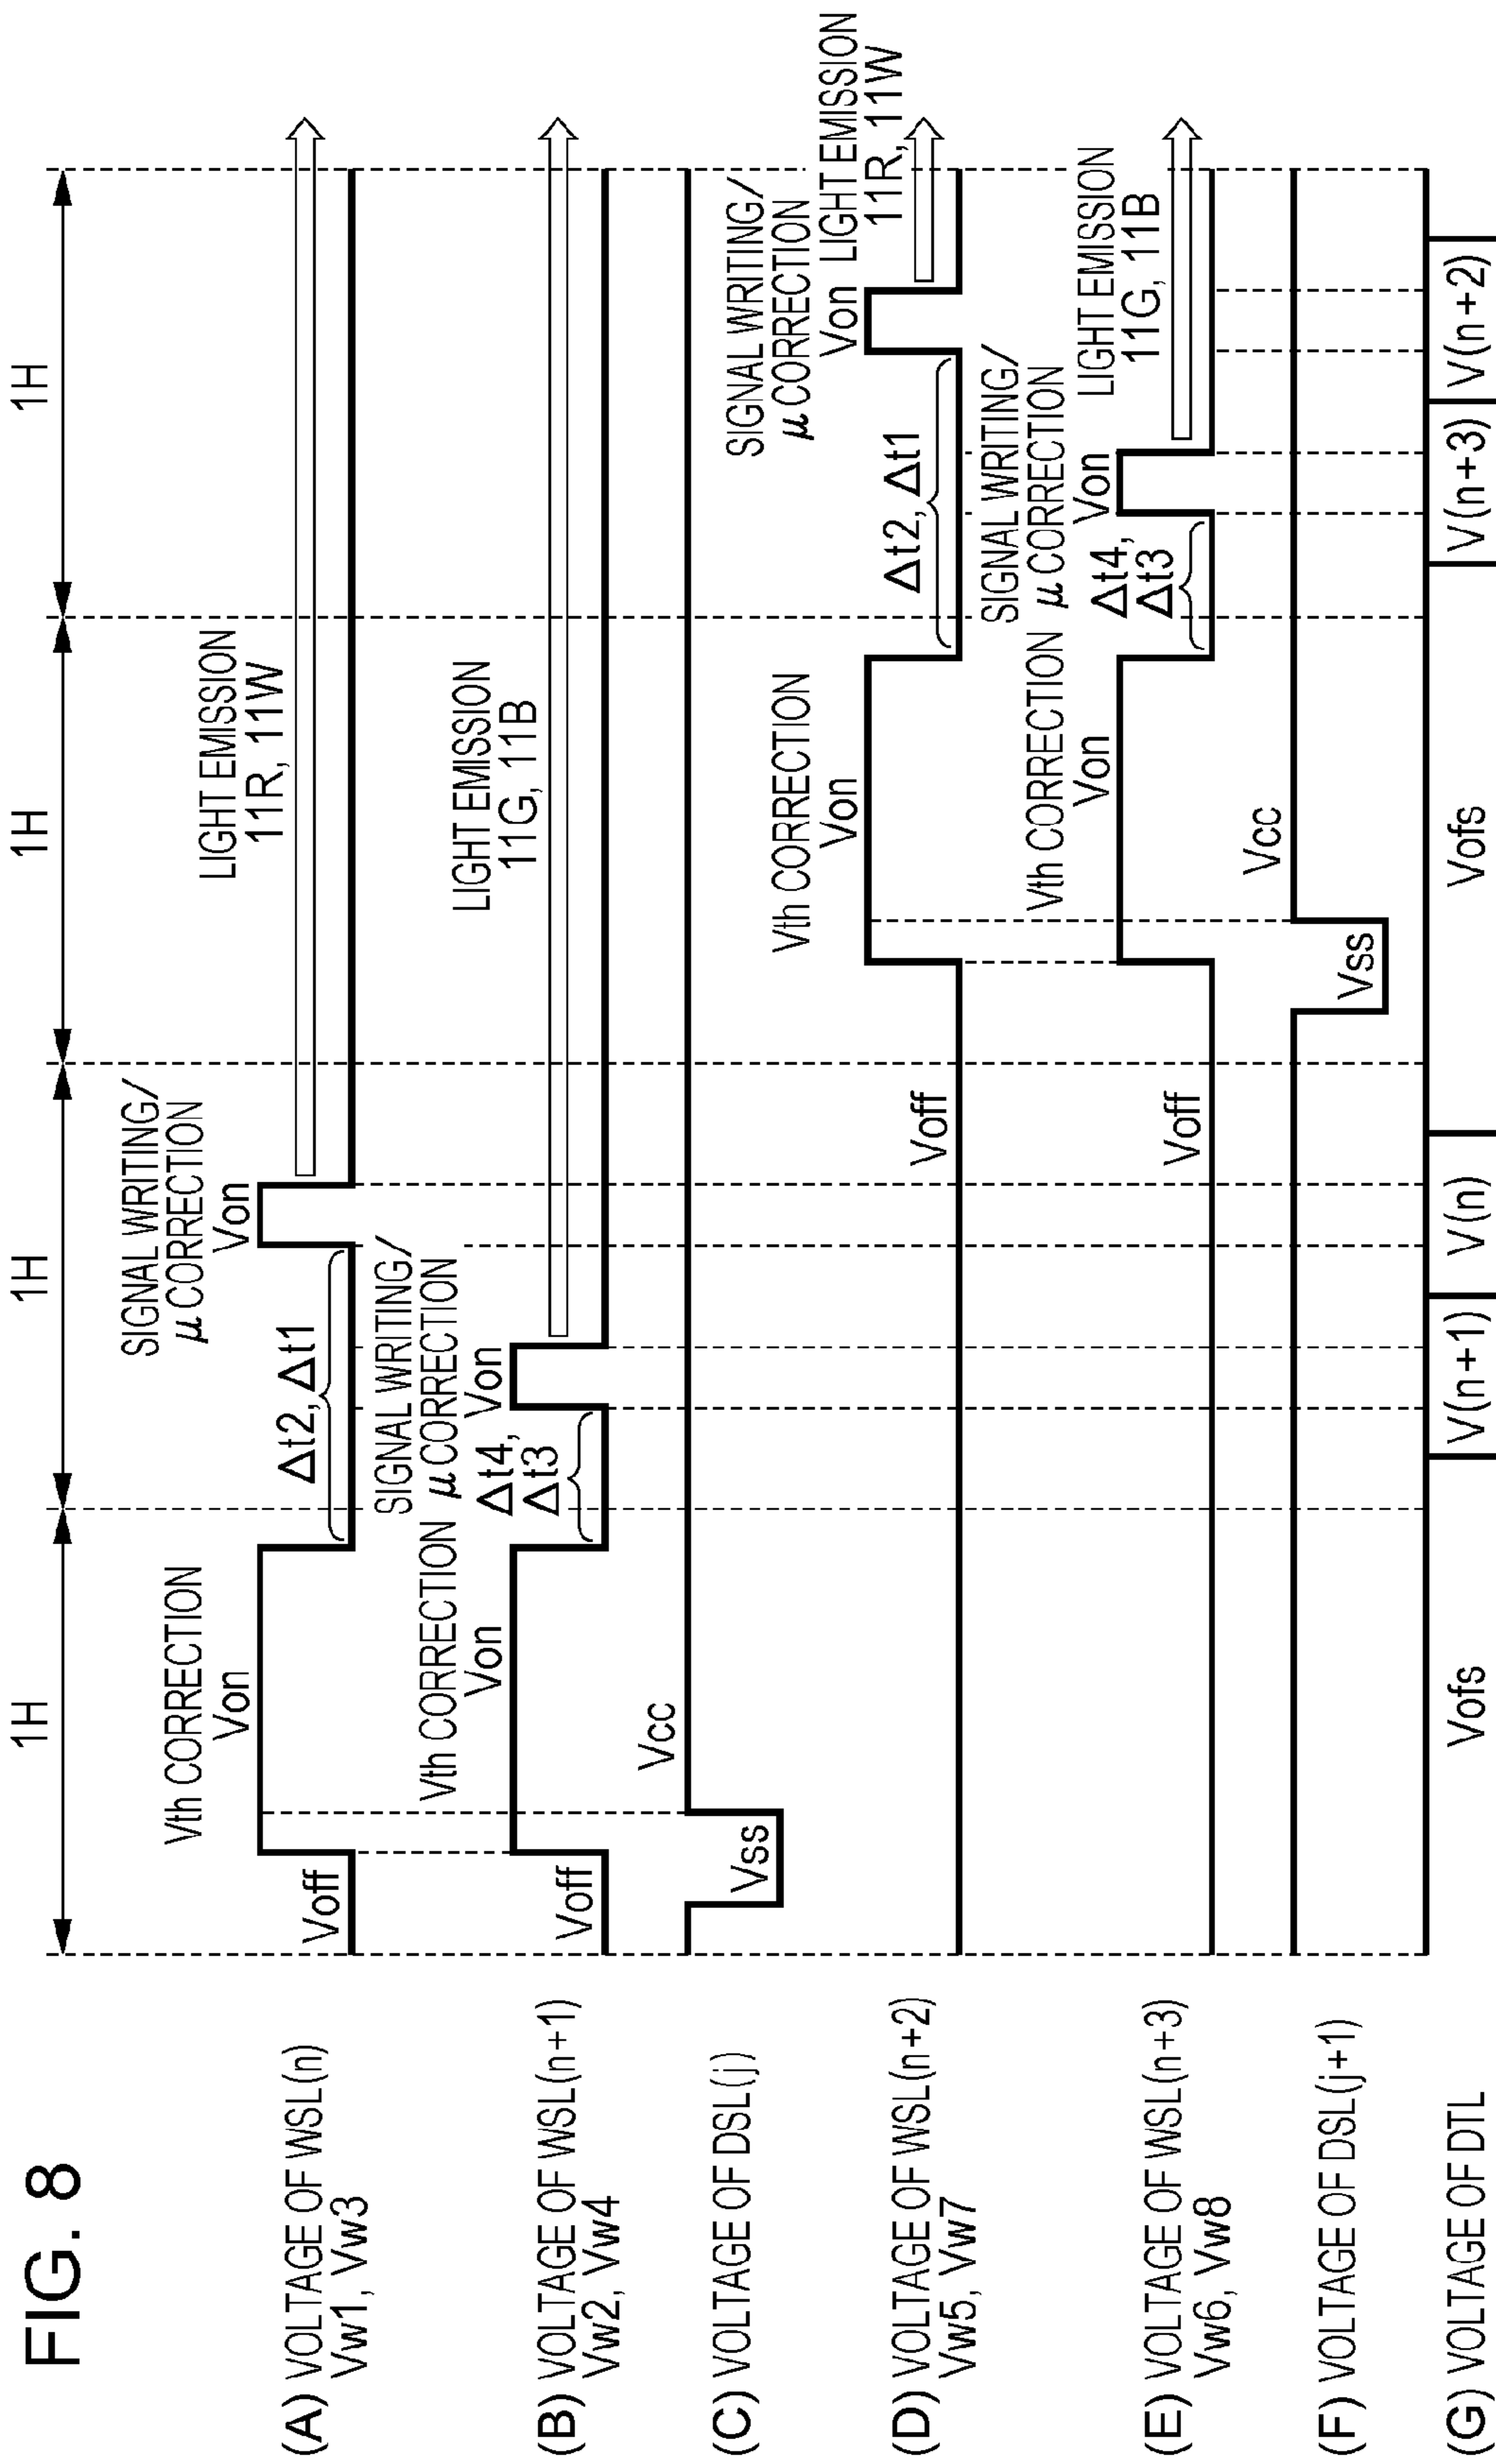 FIG. 8
1H
1H
1H
1H
(A) VOLTAGE OF WSL(n)
Vw1, Vw3
Voff
Vth CORRECTION
Von
Δt2, Δt1
SIGNAL WRITING/
μ CORRECTION
Von
LIGHT EMISSION
11R, 11W
(B) VOLTAGE OF WSL(n+1)
Vw2, Vw4
Voff
Vth CORRECTION
Von
Δt4,
Δt3
SIGNAL WRITING/
μ CORRECTION
Von
LIGHT EMISSION
11G, 11B
(C) VOLTAGE OF DSL(j)
Vss
Vcc
(D) VOLTAGE OF WSL(n+2)
Vw5, Vw7
Voff
Vth CORRECTION
Von
Δt2, Δt1
SIGNAL WRITING/
μ CORRECTION
Von
LIGHT EMISSION
11R, 11W
(E) VOLTAGE OF WSL(n+3)
Vw6, Vw8
Voff
Vth CORRECTION
Von
Δt4,
Δt3
SIGNAL WRITING/
μ CORRECTION
Von
LIGHT EMISSION
11G, 11B
(F) VOLTAGE OF DSL(j+1)
Vss
Vcc
(G) VOLTAGE OF DTL
Vofs
V(n+1)
V(n)
Vofs
V(n+3)
V(n+2)